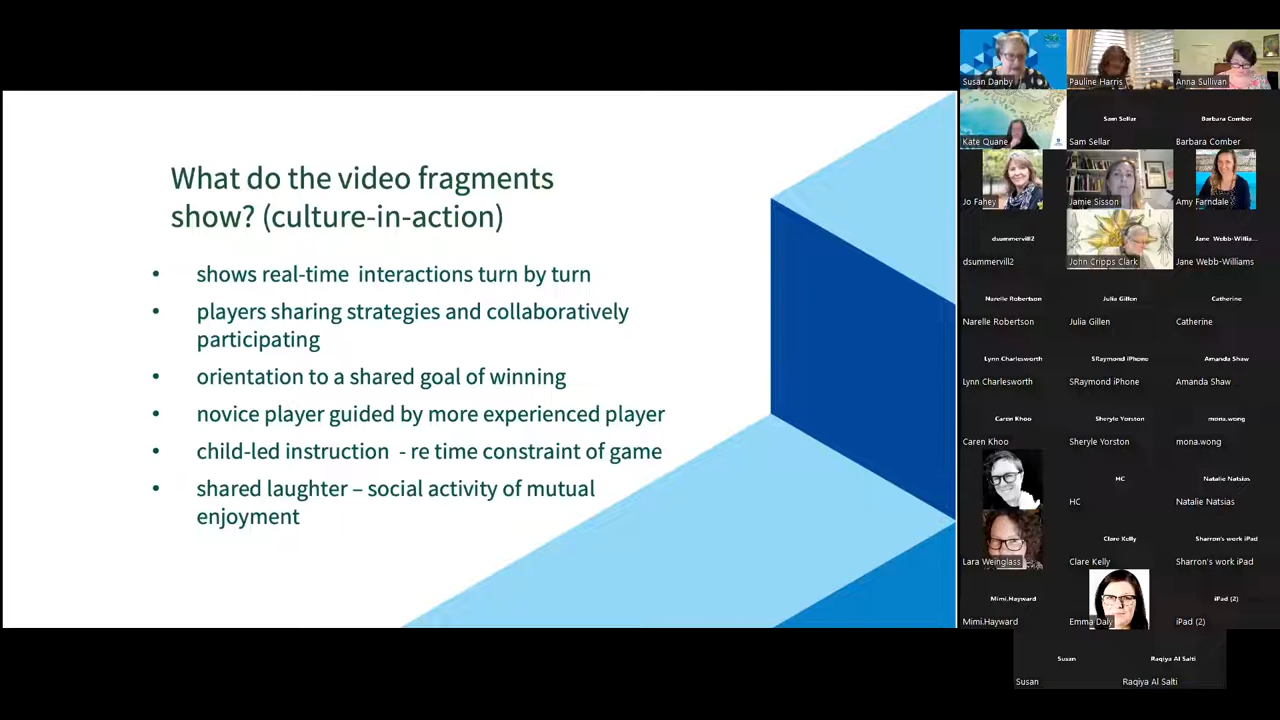 What do the video fragments
show? (culture-in-action)
• shows real-time interactions turn by turn
• players sharing strategies and collaboratively
participating
• orientation to a shared goal of winning
• novice player guided by more experienced player
• child-led instruction - re time constraint of game
• shared laughter – social activity of mutual
enjoyment
Susan Danby
Pauline Harris
Anna Sullivan
Kate Quane
Sam Sellar
Sam Sellar
Barbara Comber
Barbara Comber
Jo Fahey
Jamie Sisson
Amy Farndale
dsummervill2
dsummervill2
John Cripps Clark
Jane Webb-Willia...
Jane Webb-Williams
Narelle Robertson
Narelle Robertson
Julia Gillen
Julia Gillen
Catherine
Catherine
Lynn Charlesworth
Lynn Charlesworth
SRaymond iPhone
SRaymond iPhone
Amanda Shaw
Amanda Shaw
Caren Khoo
Caren Khoo
Sheryle Yorston
Sheryle Yorston
mona.wong
mona.wong
HC
HC
Natalie Natsias
Natalie Natsias
Lara Weinglass
Clare Kelly
Clare Kelly
Sharron's work iPad
Sharron's work iPad
Mimi.Hayward
Mimi.Hayward
Emma Daly
iPad (2)
iPad (2)
Susan
Susan
Raqiya Al Salti
Raqiya Al Salti